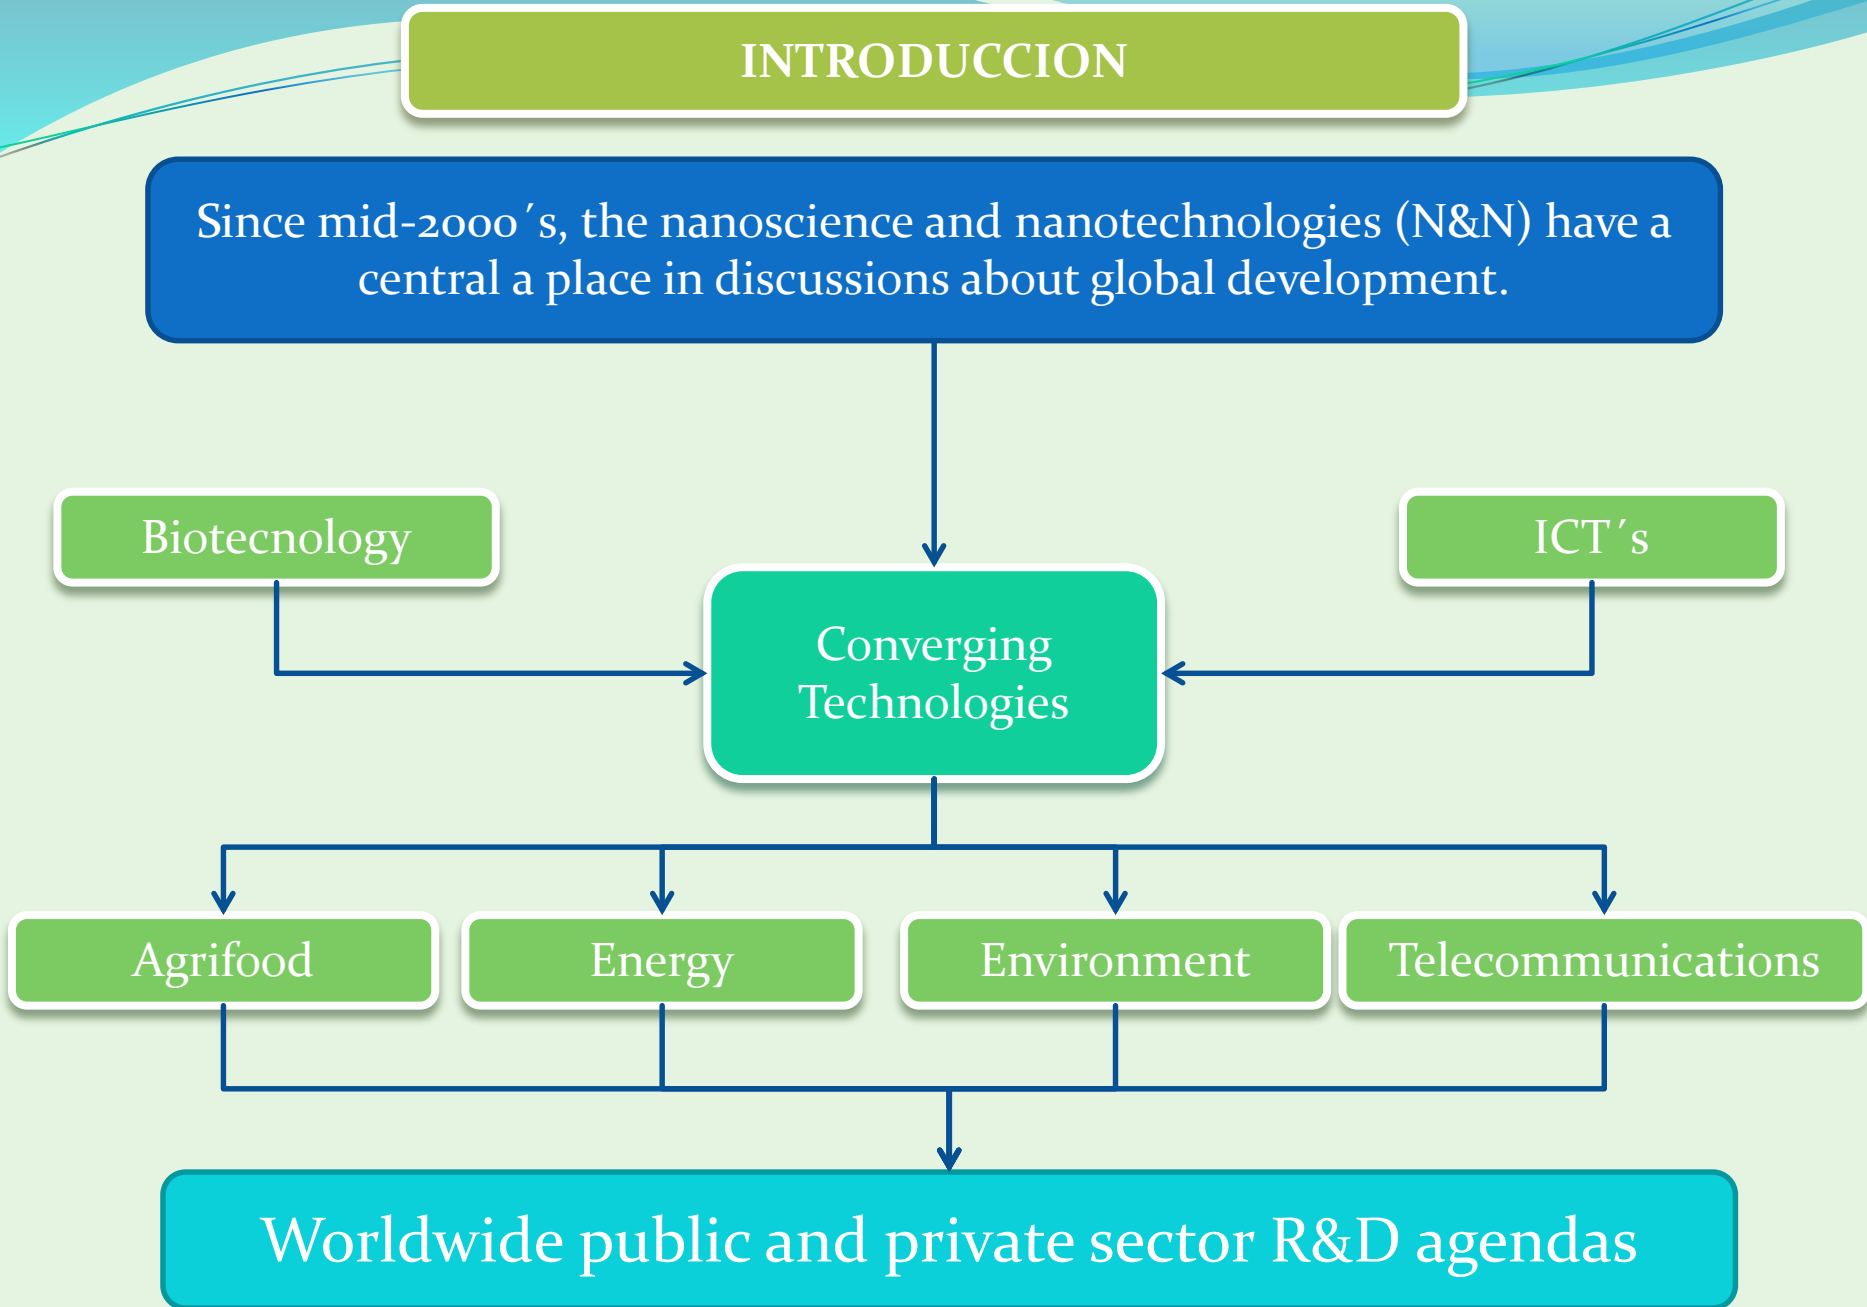 INTRODUCCION
Since mid-2000´s, the nanoscience and nanotechnologies (N&N) have a
central a place in discussions about global development.
Biotecnology
ICT´s
Converging
Technologies
Agrifood
Energy
Environment
Telecommunications
Worldwide public and private sector R&D agendas